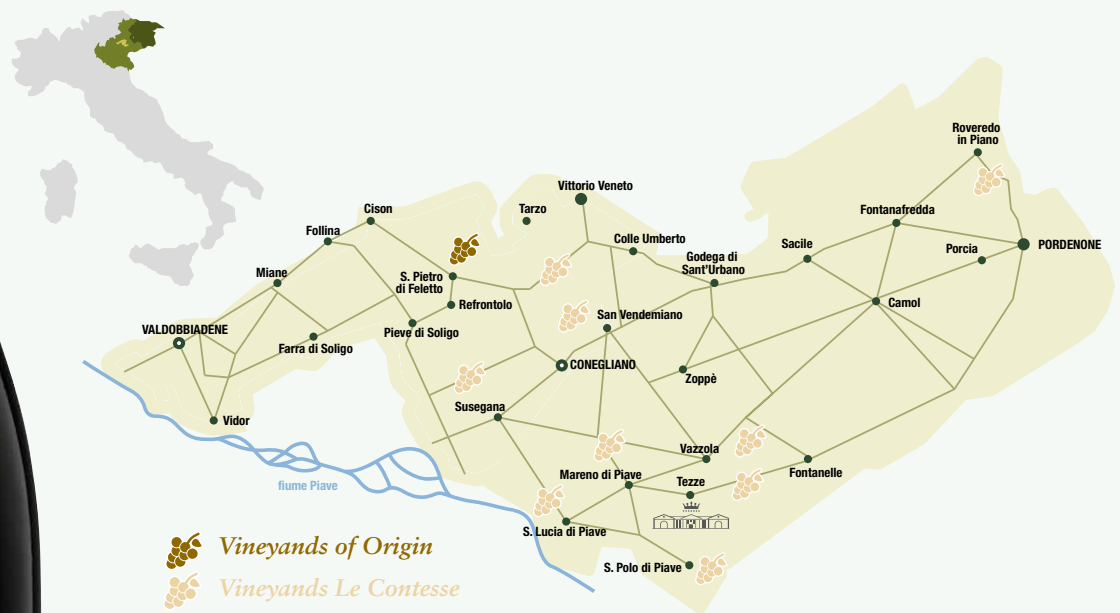 Roveredo
in Piano
Vittorio Veneto
Cison
Tarzo
Fontanafredda
Follina
Colle Umberto
Sacile
PORDENONE
Porcia
Godega di
Sant'Urbano
Miane
S. Pietro
di Feletto
Refrontolo
Camol
San Vendemiano
VALDOBBIADENE
Pieve di Soligo
Farra di Soligo
CONEGLIANO
Zoppè
Susegana
Vidor
Vazzola
Mareno di Piave
Tezze
Fontanelle
fiume Piave
S. Lucia di Piave
S. Polo di Piave
Vineyands of Origin
Vineyands Le Contesse